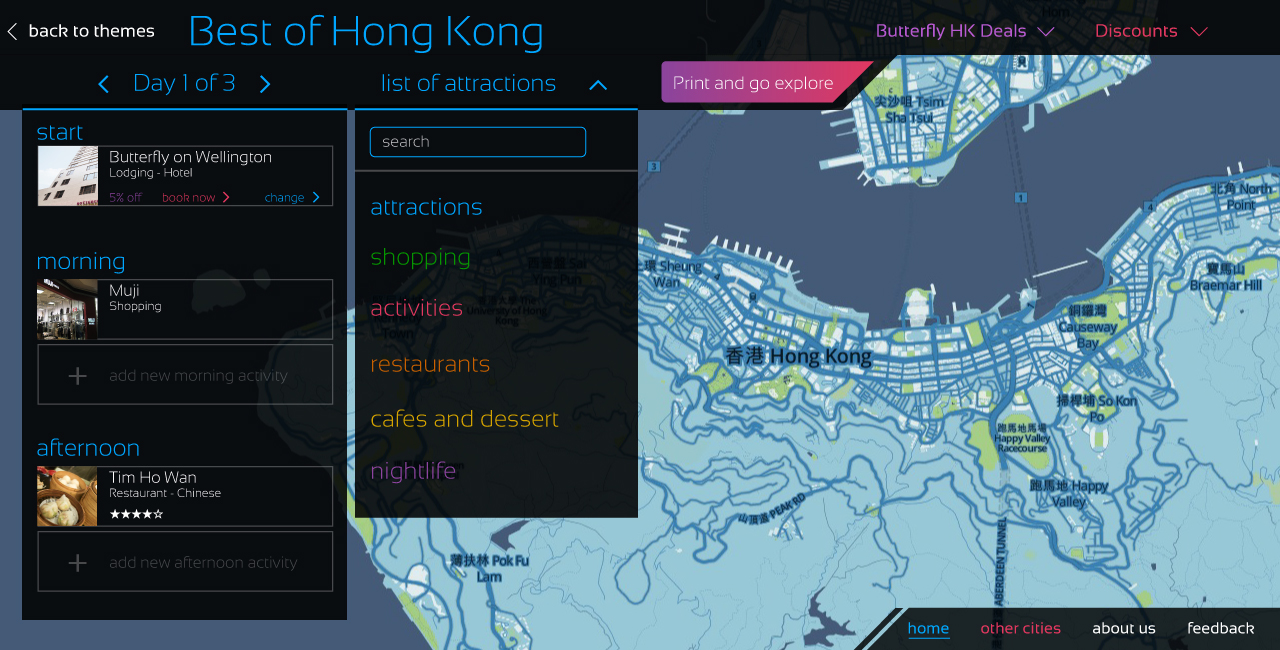 back to themes
Best of Hong Kong
Butterfly HK Deals
Discounts
Day 1 of 3
list of attractions
Print and go explore
start
Butterfly on Wellington
Lodging - Hotel
5% off
book now
change
morning
Muji
Shopping
add new morning activity
afternoon
Tim Ho Wan
Restaurant - Chinese
★★★★☆
add new afternoon activity
search
attractions
shopping
activities
restaurants
cafes and dessert
nightlife
Hom
尖沙咀 Tsim
Sha Tsui
3
1
4
北角 North
Point
寶馬山
Braemar Hill
環 Sheung
Wan
4
Sai
Ying Pun
University of Hong
Kong
Town
香港 Hong Kong
銅鑼灣
Causeway
Bay
掃桿埔 So Kon
Po
跑馬地馬場
Happy Valley
Racecourse
跑馬地 Happy
Valley
山頂道 PEAK RD
薄扶林 Pok Fu
Lam
ABERDEEN TUNNEL
home
other cities
about us
feedback